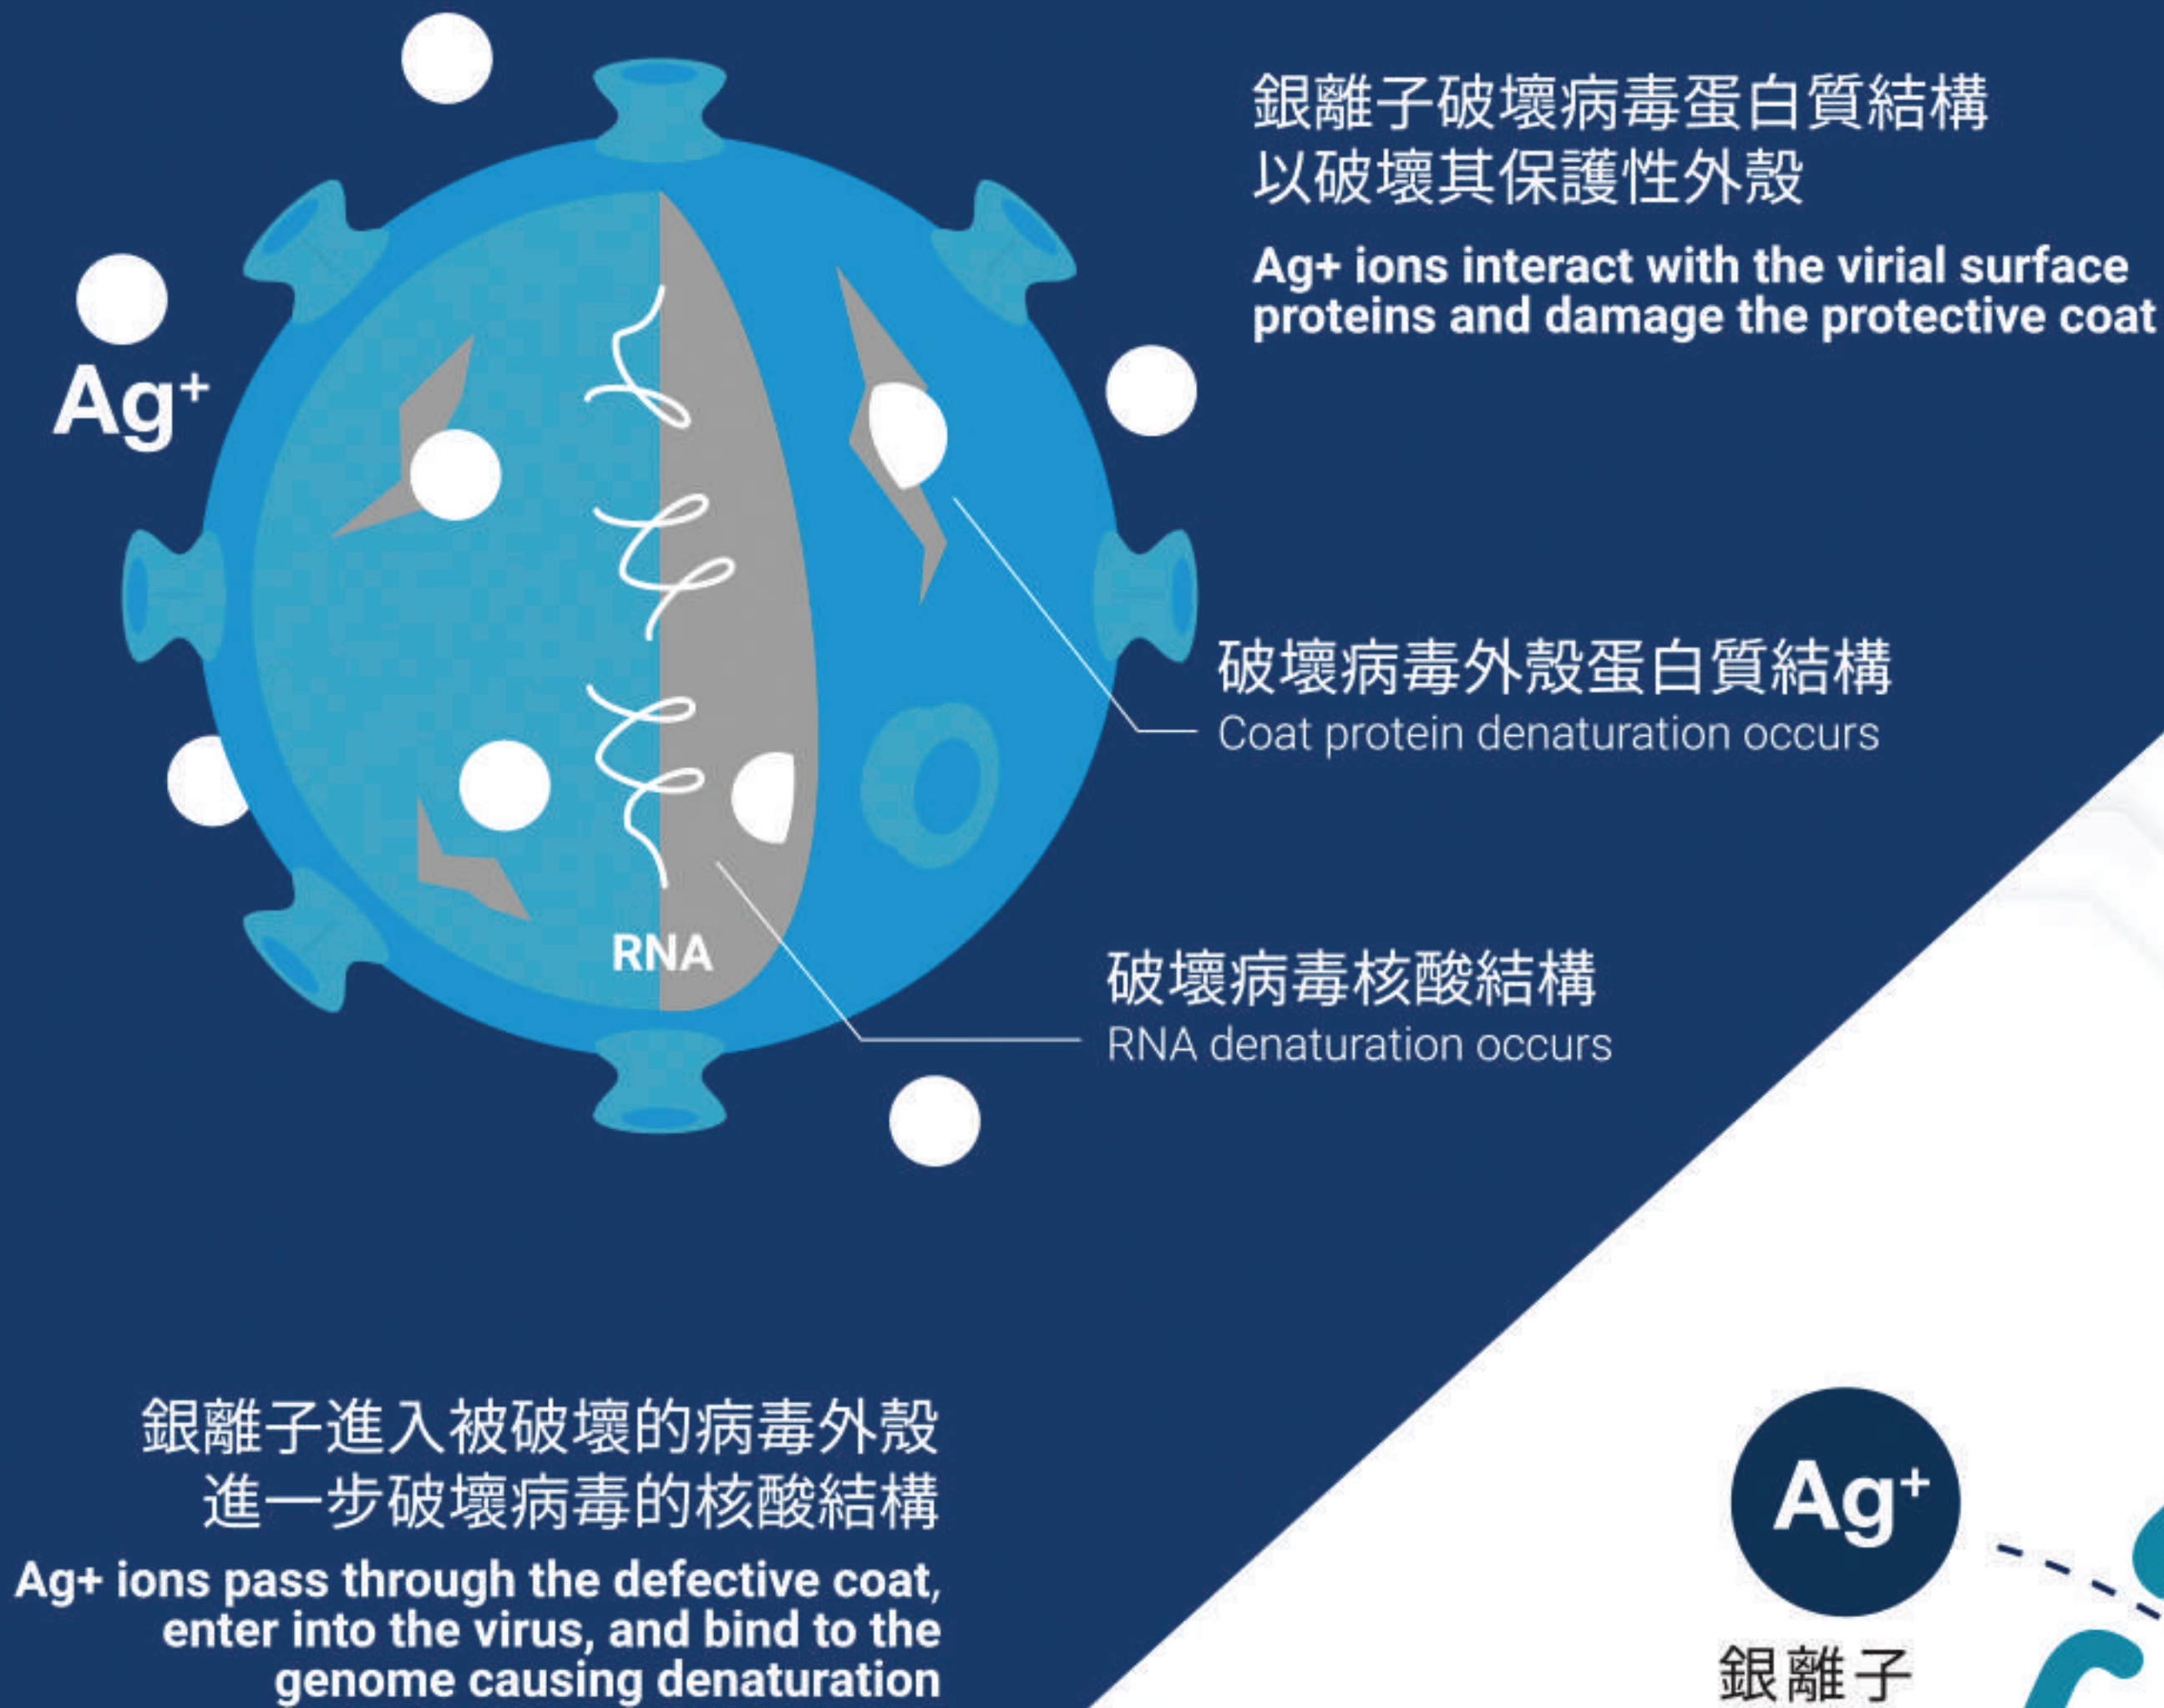 銀離子破壞病毒蛋白質結構
以破壞其保護性外殼
Ag+ ions interact with the virial surface
proteins and damage the protective coat
Ag⁺
破壞病毒外殼蛋白質結構
Coat protein denaturation occurs
RNA
破壞病毒核酸結構
RNA denaturation occurs
銀離子進入被破壞的病毒外殼
進一步破壞病毒的核酸結構
Ag+ ions pass through the defective coat,
enter into the virus, and bind to the
genome causing denaturation
Ag⁺
銀離子